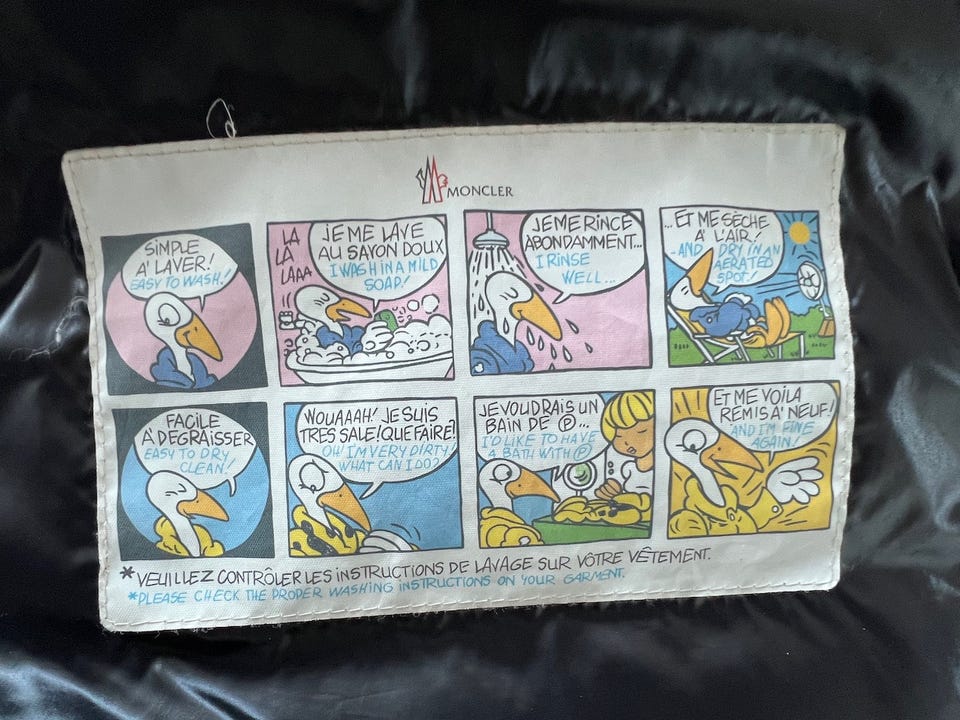 MONCLER
SIMPLE
A' LAVER!
EASY TO WASH!
LA
LA
LAAA
JE ME LAVE
AU SAVON DOUX
I WASH IN A MILD
SOAP!
JE ME RINCE
ABONDAMMENT...
I RINSE
WELL...
...ET ME SÈCHE
A' L'AIR!
-AND DRY IN AN
AERATED
SPOT!
FACILE
A' DEGRAISSER
EASY TO DRY
CLEAN!
WOUAAAH! JE SUIS
TRES SALE! QUE FAIRE?
OH! I'M VERY DIRTY!
WHAT CAN I DO?
JE VOUDRAIS UN
BAIN DE Ⓟ...
I'D LIKE TO HAVE
A BATH WITH Ⓟ
ET ME VOILA
REMIS A' NEUF!
AND I'M FINE
AGAIN!
*VEUILLEZ CONTRÔLER LES INSTRUCTIONS DE LAVAGE SUR VÔTRE VÊTEMENT.
*PLEASE CHECK THE PROPER WASHING INSTRUCTIONS ON YOUR GARMENT.